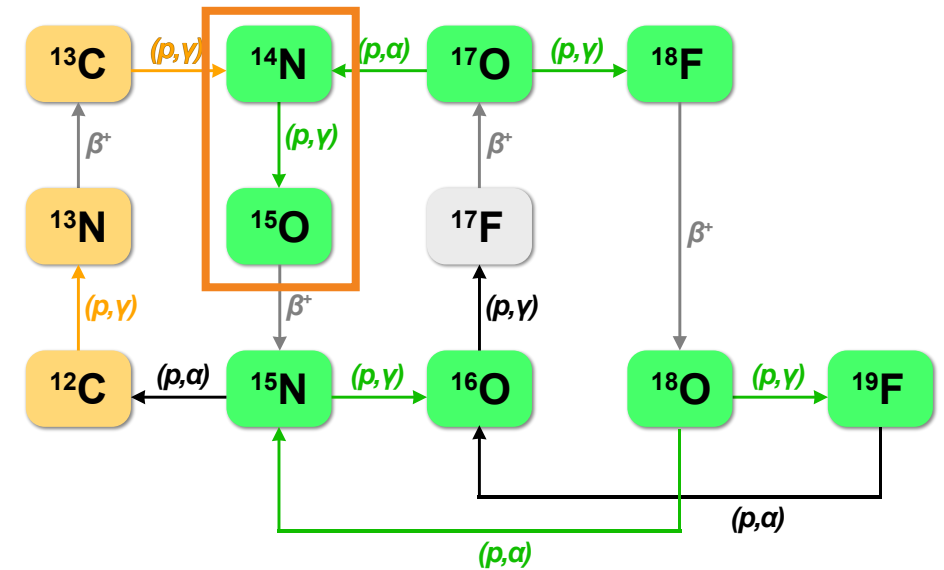 (p,γ) (p,α) (p,γ)
¹³C ¹⁴N ¹⁷O ¹⁸F
β⁺ (p,γ) β⁺
¹³N ¹⁵O ¹⁷F β⁺
(p,γ) β⁺ (p,γ)
(p,α) (p,γ) (p,γ)
¹²C ¹⁵N ¹⁶O ¹⁸O ¹⁹F
(p,α)
(p,α)